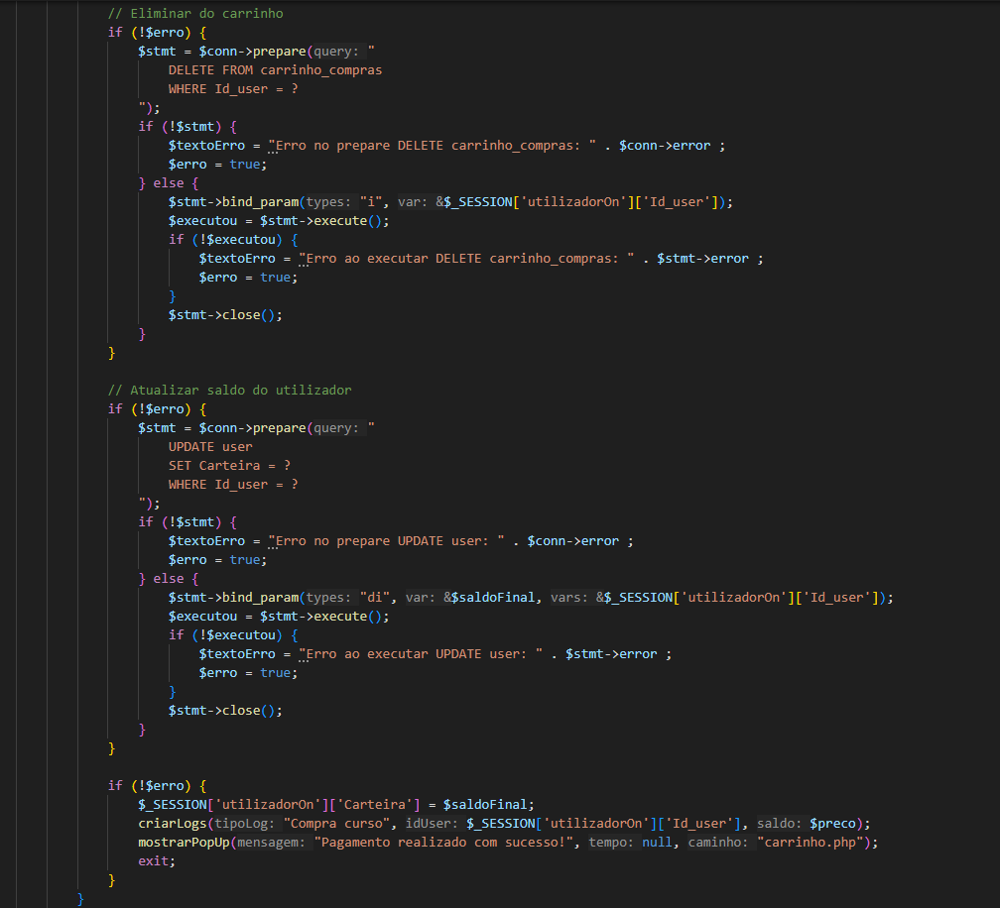 // Eliminar do carrinho
if (!$erro) {
$stmt = $conn->prepare(query: "
DELETE FROM carrinho_compras
WHERE Id_user = ?
");
if (!$stmt) {
$textoErro = "Erro no prepare DELETE carrinho_compras: " . $conn->error ;
$erro = true;
} else {
$stmt->bind_param(types: "i", var: &$_SESSION['utilizadorOn']['Id_user']);
$executou = $stmt->execute();
if (!$executou) {
$textoErro = "Erro ao executar DELETE carrinho_compras: " . $stmt->error ;
$erro = true;
}
$stmt->close();
}
}
// Atualizar saldo do utilizador
if (!$erro) {
$stmt = $conn->prepare(query: "
UPDATE user
SET Carteira = ?
WHERE Id_user = ?
");
if (!$stmt) {
$textoErro = "Erro no prepare UPDATE user: " . $conn->error ;
$erro = true;
} else {
$stmt->bind_param(types: "di", var: &$saldoFinal, vars: &$_SESSION['utilizadorOn']['Id_user']);
$executou = $stmt->execute();
if (!$executou) {
$textoErro = "Erro ao executar UPDATE user: " . $stmt->error ;
$erro = true;
}
$stmt->close();
}
}
if (!$erro) {
$_SESSION['utilizadorOn']['Carteira'] = $saldoFinal;
criarLogs(tipoLog: "Compra curso", idUser: $_SESSION['utilizadorOn']['Id_user'], saldo: $preco);
mostrarPopUp(mensagem: "Pagamento realizado com sucesso!", tempo: null, caminho: "carrinho.php");
exit;
}
}